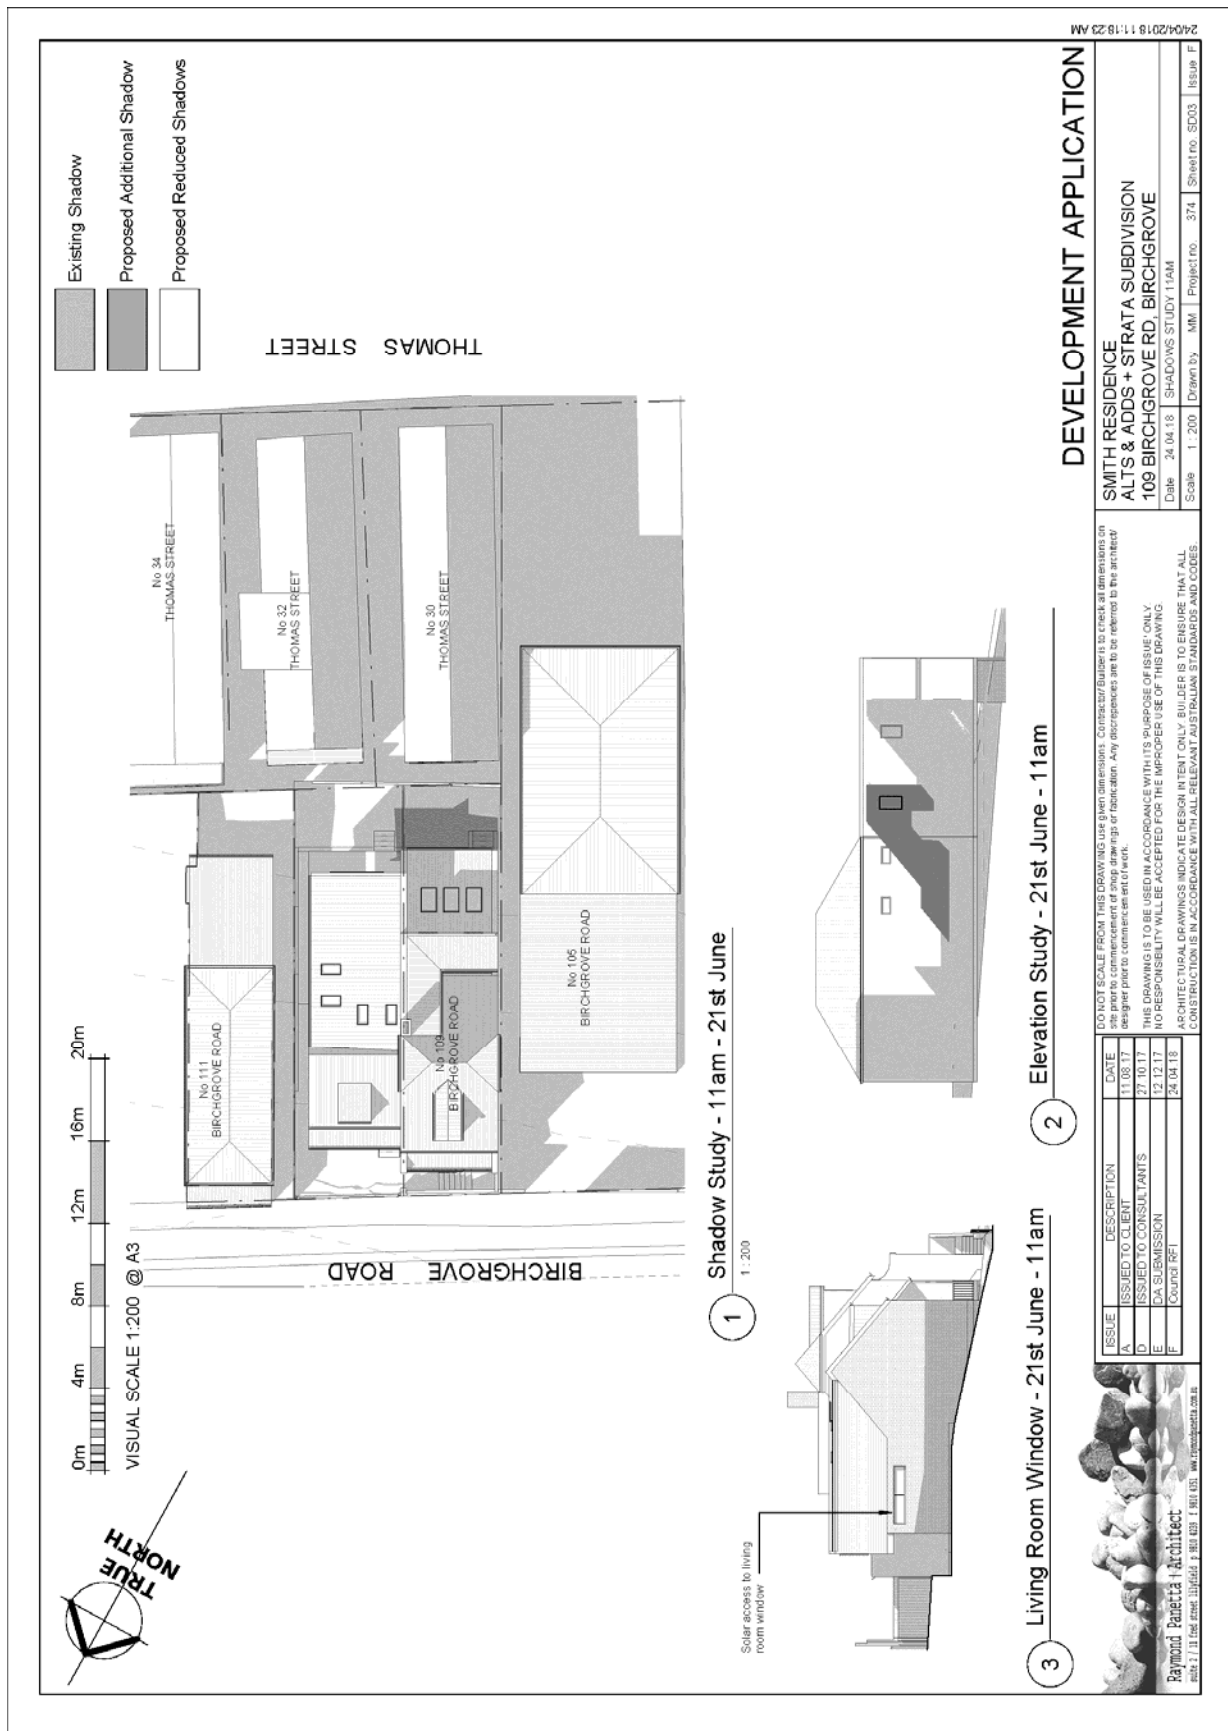 0m 4m 8m 12m 16m 20m
VISUAL SCALE 1:200 @ A3
TRUE
NORTH
Existing Shadow
Proposed Additional Shadow
Proposed Reduced Shadows
THOMAS STREET
BIRCHGROVE ROAD
No 111
BIRCHGROVE ROAD
No 109
BIRCHGROVE ROAD
No 105
BIRCHGROVE ROAD
No 34
THOMAS STREET
No 32
THOMAS STREET
No 30
THOMAS STREET
1
Shadow Study - 11am - 21st June
1 : 200
Solar access to living
room window
3
Living Room Window - 21st June - 11am
2
Elevation Study - 21st June - 11am
DEVELOPMENT APPLICATION
Raymond Panetta | Architect
ISSUE DESCRIPTION DATE
A ISSUED TO CLIENT 11.08.17
D ISSUED TO CONSULTANTS 27.10.17
E DA SUBMISSION 12.12.17
F Council RFI 24.04.18
DO NOT SCALE FROM THIS DRAWING use given dimensions. Contractor/ Builder is to check all dimensions on
site prior to commencement of shop drawings or fabrication. Any discrepencies are to be referred to the architect/
designer prior to commencement of work.
THIS DRAWING IS TO BE USED IN ACCORDANCE WITH ITS 'PURPOSE OF ISSUE' ONLY.
NO RESPONSIBILITY WILL BE ACCEPTED FOR THE IMPROPER USE OF THIS DRAWING.
ARCHITECTURAL DRAWINGS INDICATE DESIGN INTENT ONLY. BUILDER IS TO ENSURE THAT ALL
CONSTRUCTION IS IN ACCORDANCE WITH ALL RELEVANT AUSTRALIAN STANDARDS AND CODES.
SMITH RESIDENCE
ALTS & ADDS + STRATA SUBDIVISION
109 BIRCHGROVE RD, BIRCHGROVE
Date 24.04.18 SHADOWS STUDY 11AM
Scale 1 : 200 Drawn by MM Project no. 374 Sheet no. SD03 Issue F
24/04/2018 11:18:23 AM